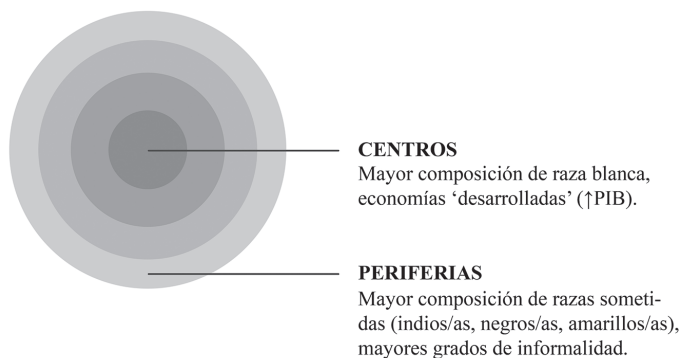 CENTROS
Mayor composición de raza blanca,
economías ‘desarrolladas’ (↑PIB).
PERIFERIAS
Mayor composición de razas someti-
das (indios/as, negros/as, amarillos/as),
mayores grados de informalidad.